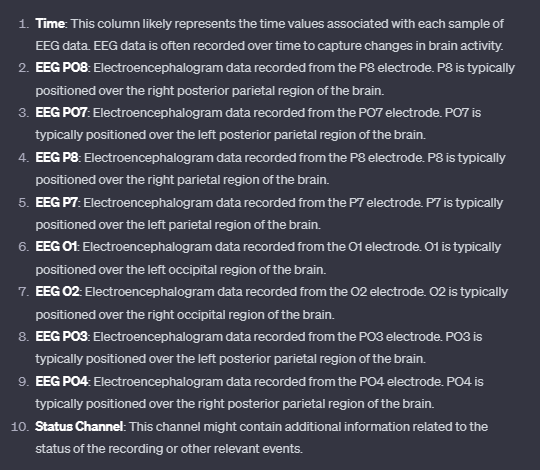 1. Time: This column likely represents the time values associated with each sample of
EEG data. EEG data is often recorded over time to capture changes in brain activity.
2. EEG PO8: Electroencephalogram data recorded from the P8 electrode. P8 is typically
positioned over the right posterior parietal region of the brain.
3. EEG PO7: Electroencephalogram data recorded from the PO7 electrode. PO7 is
typically positioned over the left posterior parietal region of the brain.
4. EEG P8: Electroencephalogram data recorded from the P8 electrode. P8 is typically
positioned over the right parietal region of the brain.
5. EEG P7: Electroencephalogram data recorded from the P7 electrode. P7 is typically
positioned over the left parietal region of the brain.
6. EEG O1: Electroencephalogram data recorded from the O1 electrode. O1 is typically
positioned over the left occipital region of the brain.
7. EEG O2: Electroencephalogram data recorded from the O2 electrode. O2 is typically
positioned over the right occipital region of the brain.
8. EEG PO3: Electroencephalogram data recorded from the PO3 electrode. PO3 is
typically positioned over the left posterior parietal region of the brain.
9. EEG PO4: Electroencephalogram data recorded from the PO4 electrode. PO4 is
typically positioned over the right posterior parietal region of the brain.
10. Status Channel: This channel might contain additional information related to the
status of the recording or other relevant events.